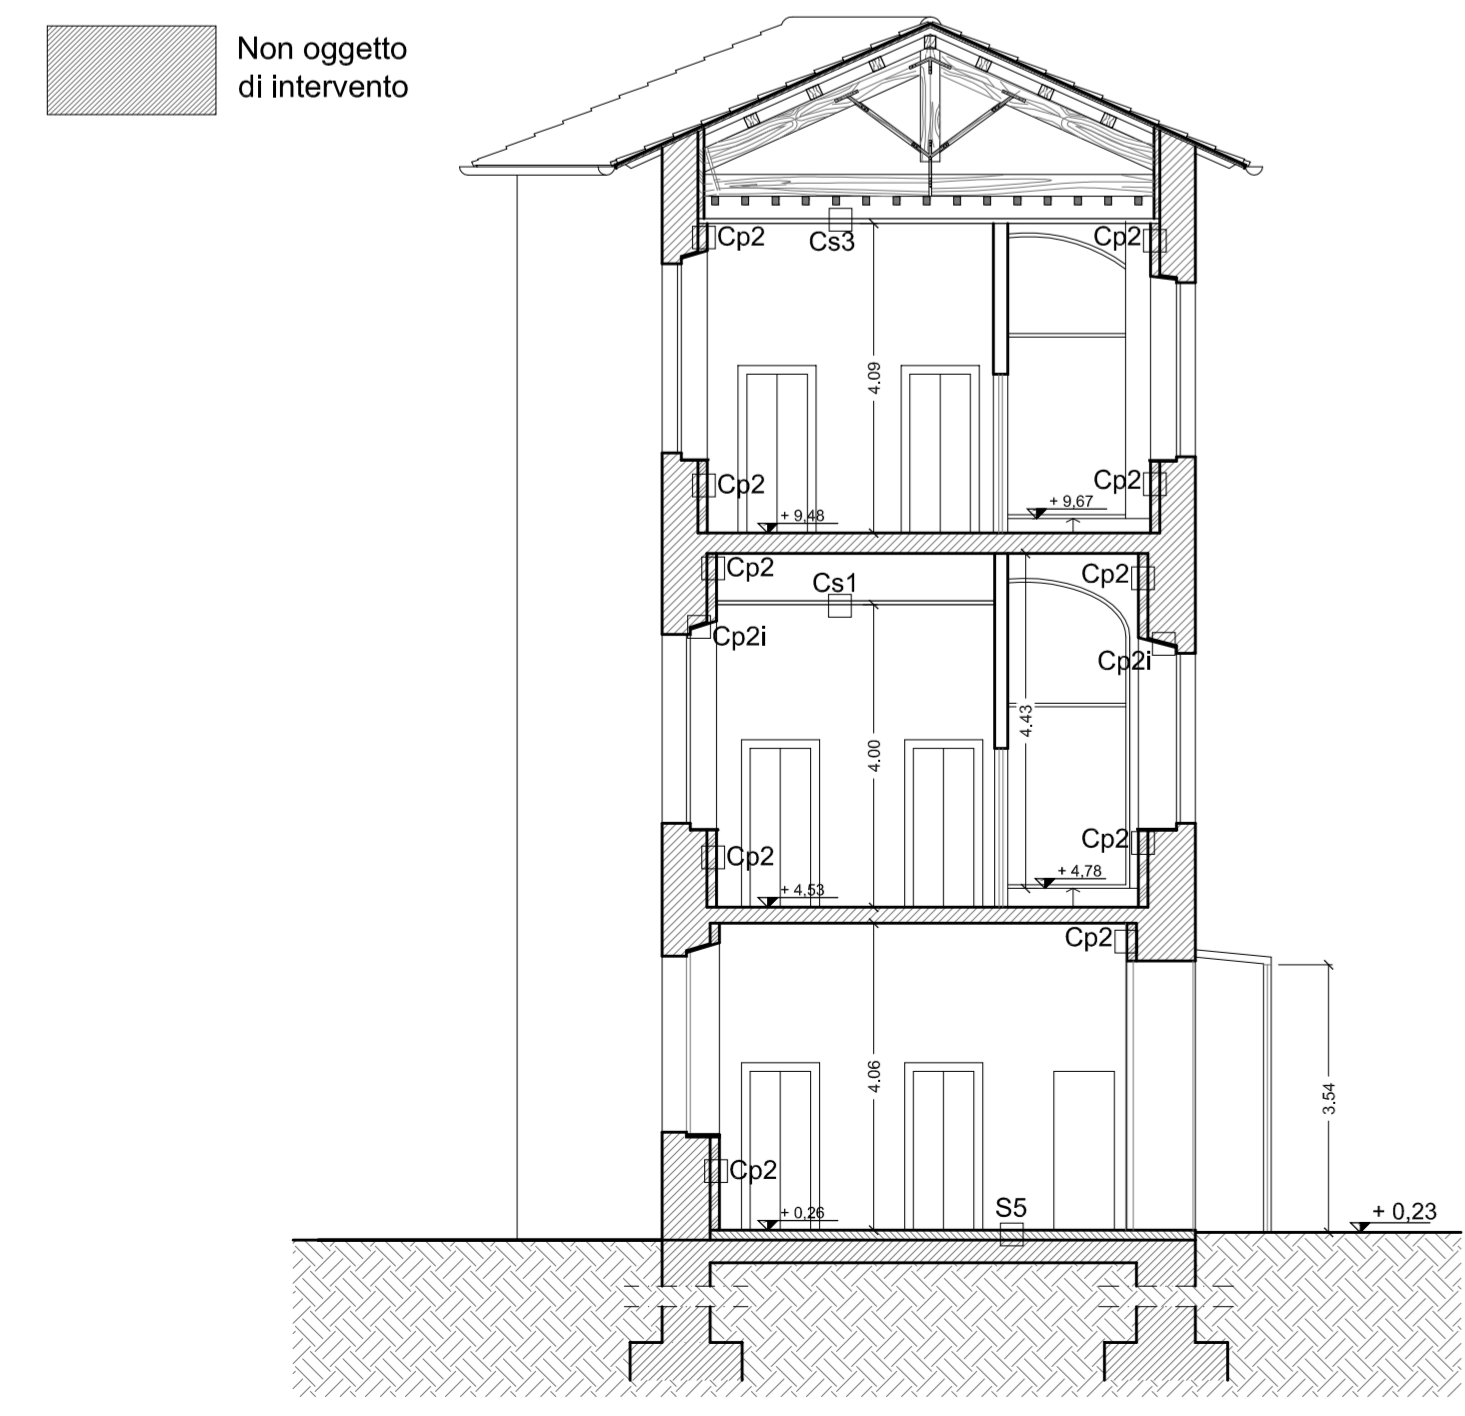 Non oggetto
di intervento
Cp2
Cs3
Cp2
4.09
Cp2
Cp2
+ 9,48
+ 9,67
Cp2
Cs1
Cp2
Cp2i
Cp2i
4.43
4.00
Cp2
Cp2
+ 4,53
+ 4,78
Cp2
4.06
3.54
Cp2
+ 0,26
S5
+ 0,23